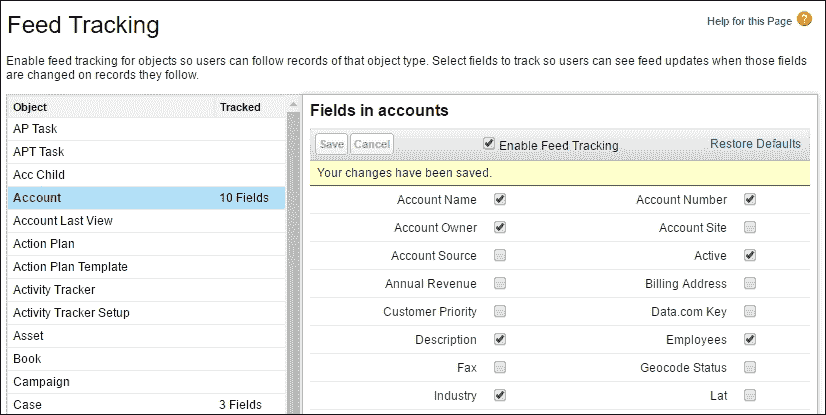 Feed Tracking
Help for this Page
Enable feed tracking for objects so users can follow records of that object type. Select fields to track so users can see feed updates when those fields
are changed on records they follow.
Object Tracked
AP Task
APT Task
Acc Child
Account 10 Fields
Account Last View
Action Plan
Action Plan Template
Activity Tracker
Activity Tracker Setup
Asset
Book
Campaign
Case 3 Fields
Fields in accounts
Save Cancel Enable Feed Tracking Restore Defaults
Your changes have been saved.
Account Name Account Number
Account Owner Account Site
Account Source Active
Annual Revenue Billing Address
Customer Priority Data.com Key
Description Employees
Fax Geocode Status
Industry Lat